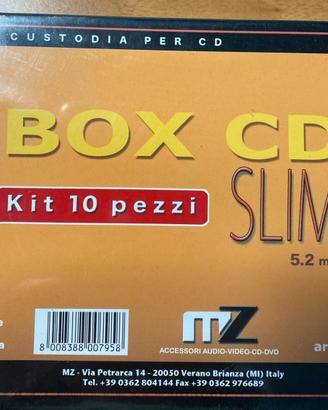 CUSTODIA PER CD
BOX CD
SLIM
Kit 10 pezzi
5.2 m
mz
ACCESSORI AUDIO-VIDEO-CD-DVD
8 008388 007958
MZ - Via Petrarca 14 - 20050 Verano Brianza (MI) Italy
Tel. +39 0362 804144 Fax +39 0362 976689